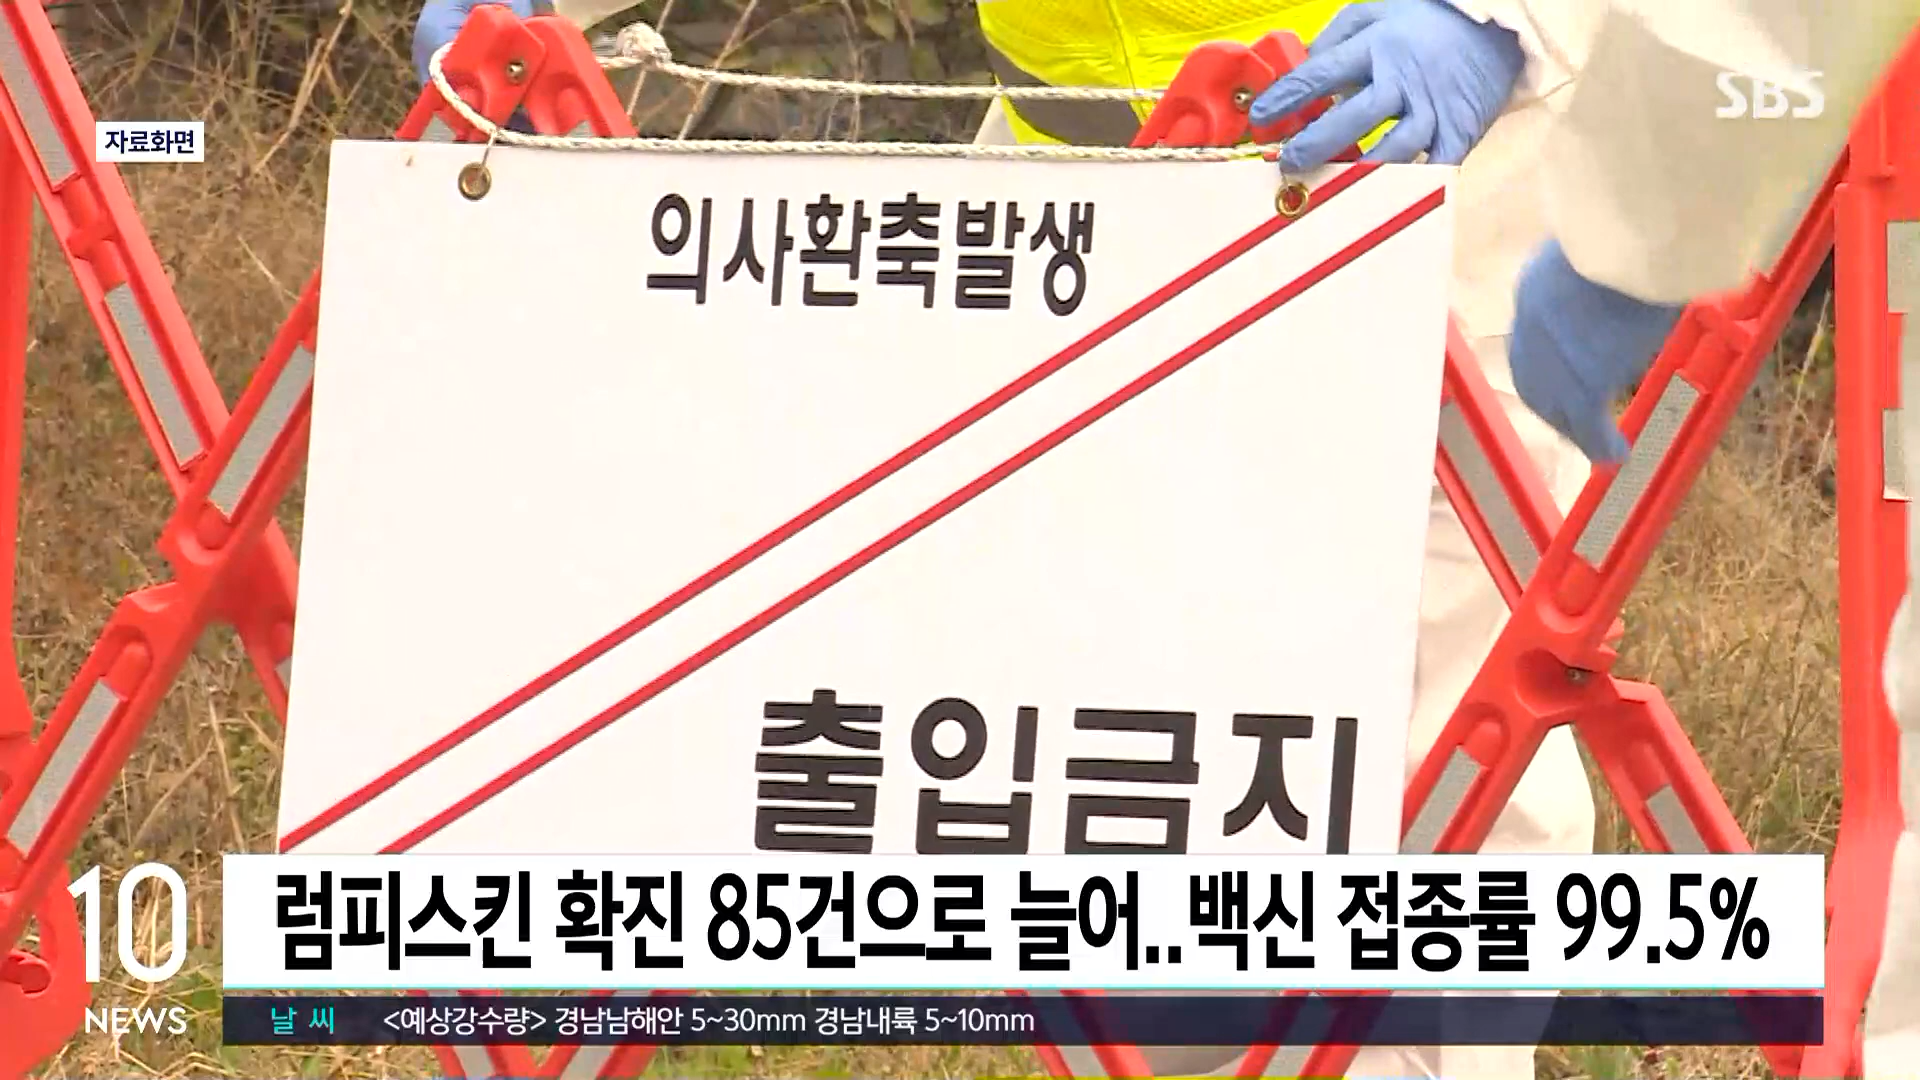 SBS
자료화면
의사환축발생
출입금지
럼피스킨 확진 85건으로 늘어..백신 접종률 99.5%
10
NEWS
날 씨 <예상강수량> 경남남해안 5~30mm 경남내륙 5~10mm